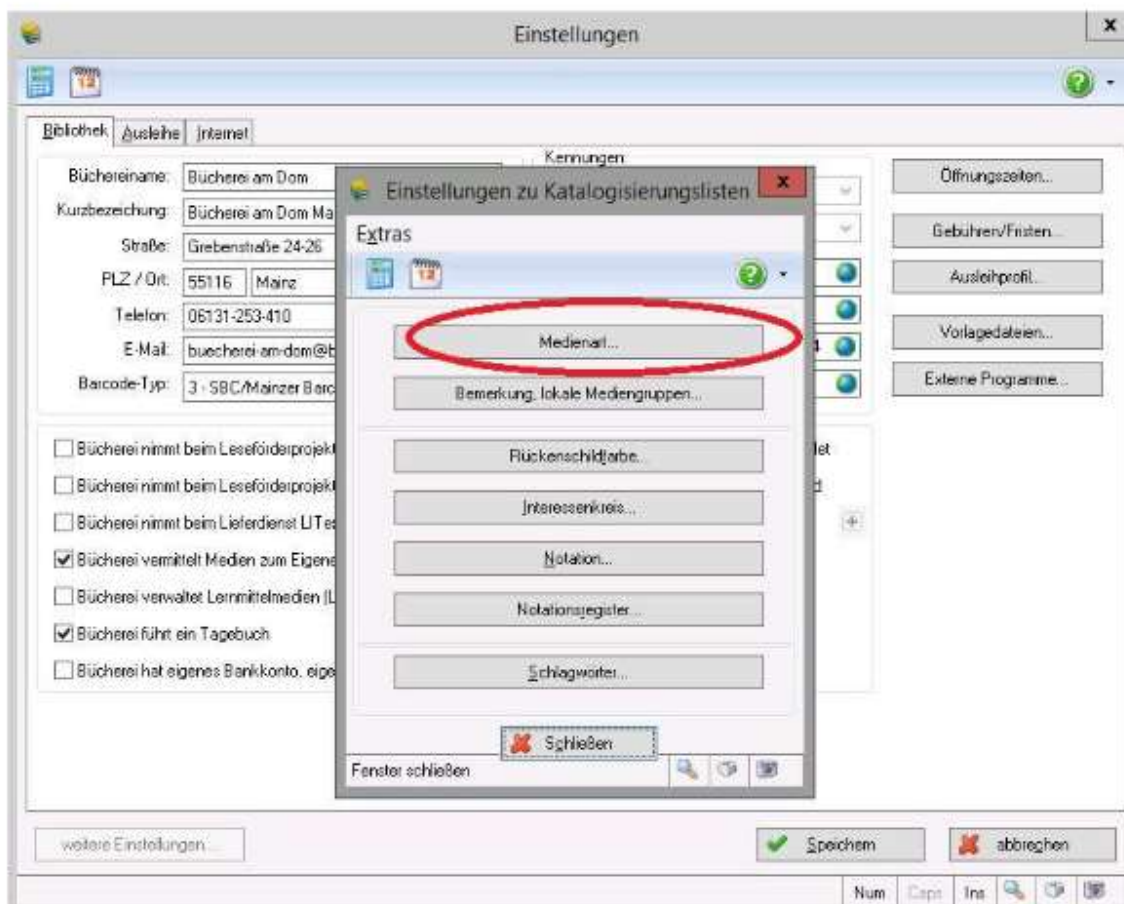 Einstellungen
x
12
Bibliothek Ausleihe Internet
Büchereiname: Bücherei am Dom
Kurzbezeichung: Bücherei am Dom Ma
Straße: Grebenstraße 24-26
PLZ / Ort: 55116 Mainz
Telefon: 06131-253-410
E-Mail: buecherei-am-dom@b
Barcode-Typ: 3 - SBC/Mainzer Barc
Kennungen
Öffnungszeiten...
Gebühren/Fristen...
Ausleihprofil...
Vorlagedateien...
Externe Programme...
Bücherei nimmt beim Leseförderprojekt
Bücherei nimmt beim Leseförderprojekt
Bücherei nimmt beim Lieferdienst LITe
Bücherei vermittelt Medien zum Eigene
Bücherei verwaltet Lernmittelmedien (L
Bücherei führt ein Tagebuch
Bücherei hat eigenes Bankkonto, eige
Einstellungen zu Katalogisierungslisten
x
Extras
12
Medienart...
Bemerkung, lokale Mediengruppen...
Rückenschildfarbe...
Interessenkreis...
Notation...
Notationsregister...
Schlagwörter...
Schließen
Fenster schließen
weitere Einstellungen...
Speichern
abbrechen
Num Caps Ins